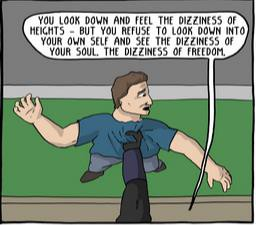 YOU LOOK DOWN AND FEEL THE DIZZINESS OF
HEIGHTS - BUT YOU REFUSE TO LOOK DOWN INTO
YOUR OWN SELF AND SEE THE DIZZINESS OF
YOUR SOUL. THE DIZZINESS OF FREEDOM.